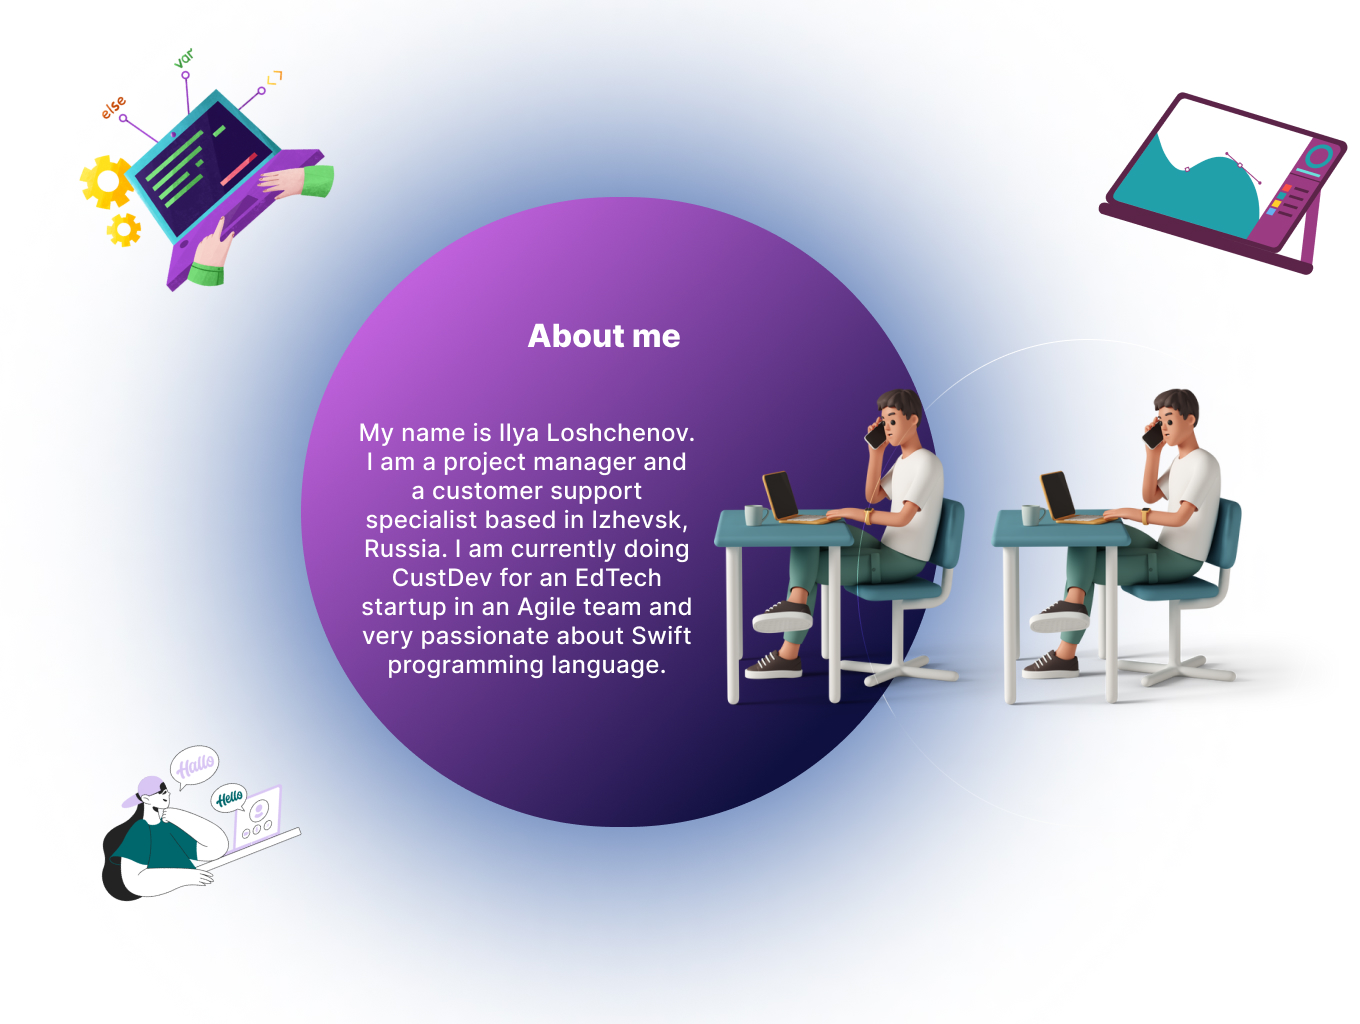 else
var
About me
My name is Ilya Loshchenov.
I am a project manager and
a customer support
specialist based in Izhevsk,
Russia. I am currently doing
CustDev for an EdTech
startup in an Agile team and
very passionate about Swift
programming language.
Hallo
Hello